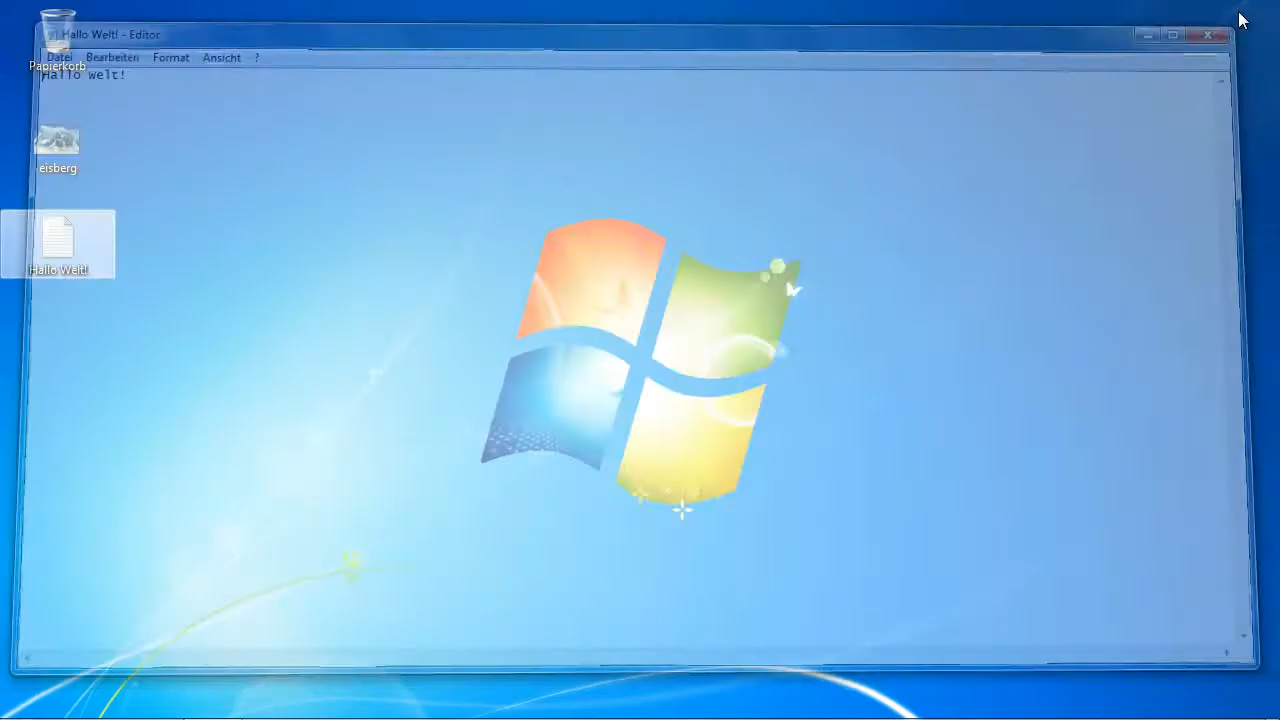 Hallo Welt! - Editor
Datei Bearbeiten Format Ansicht ?
Papierkorb
Hallo welt!
eisberg
Hallo Welt!